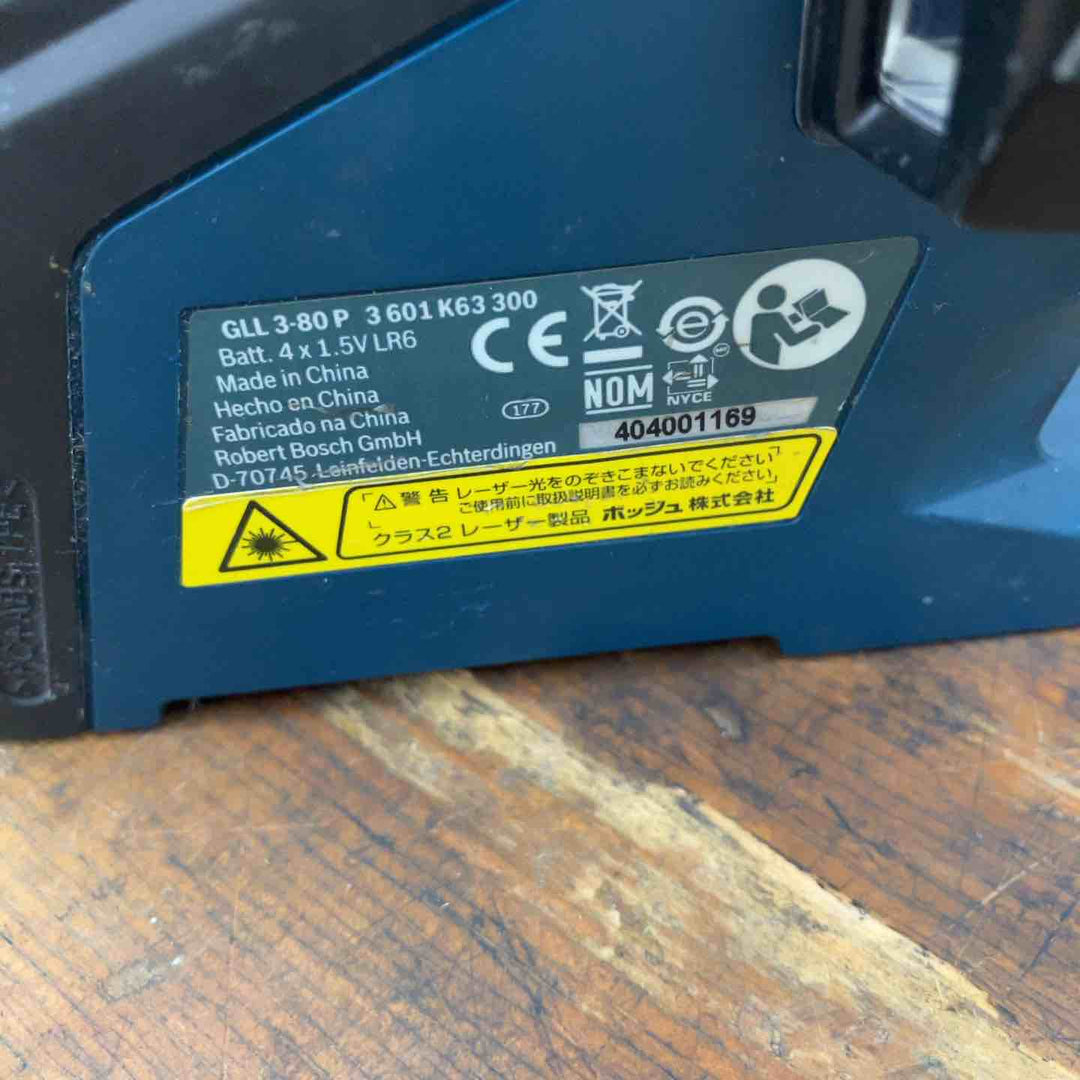 GLL 3-80 P 3 601 K63 300
Batt. 4 x 1.5V LR6
Made in China
Hecho en China
Fabricado na China
Robert Bosch GmbH
D-70745 Leinfelden-Echterdingen
177
CE
NOM
NYCE
404001169
「⚠警告 レーザー光をのぞきこまないでください」
「ご使用前に取扱説明書を必ずお読みください」
クラス2 レーザー製品 ボッシュ株式会社